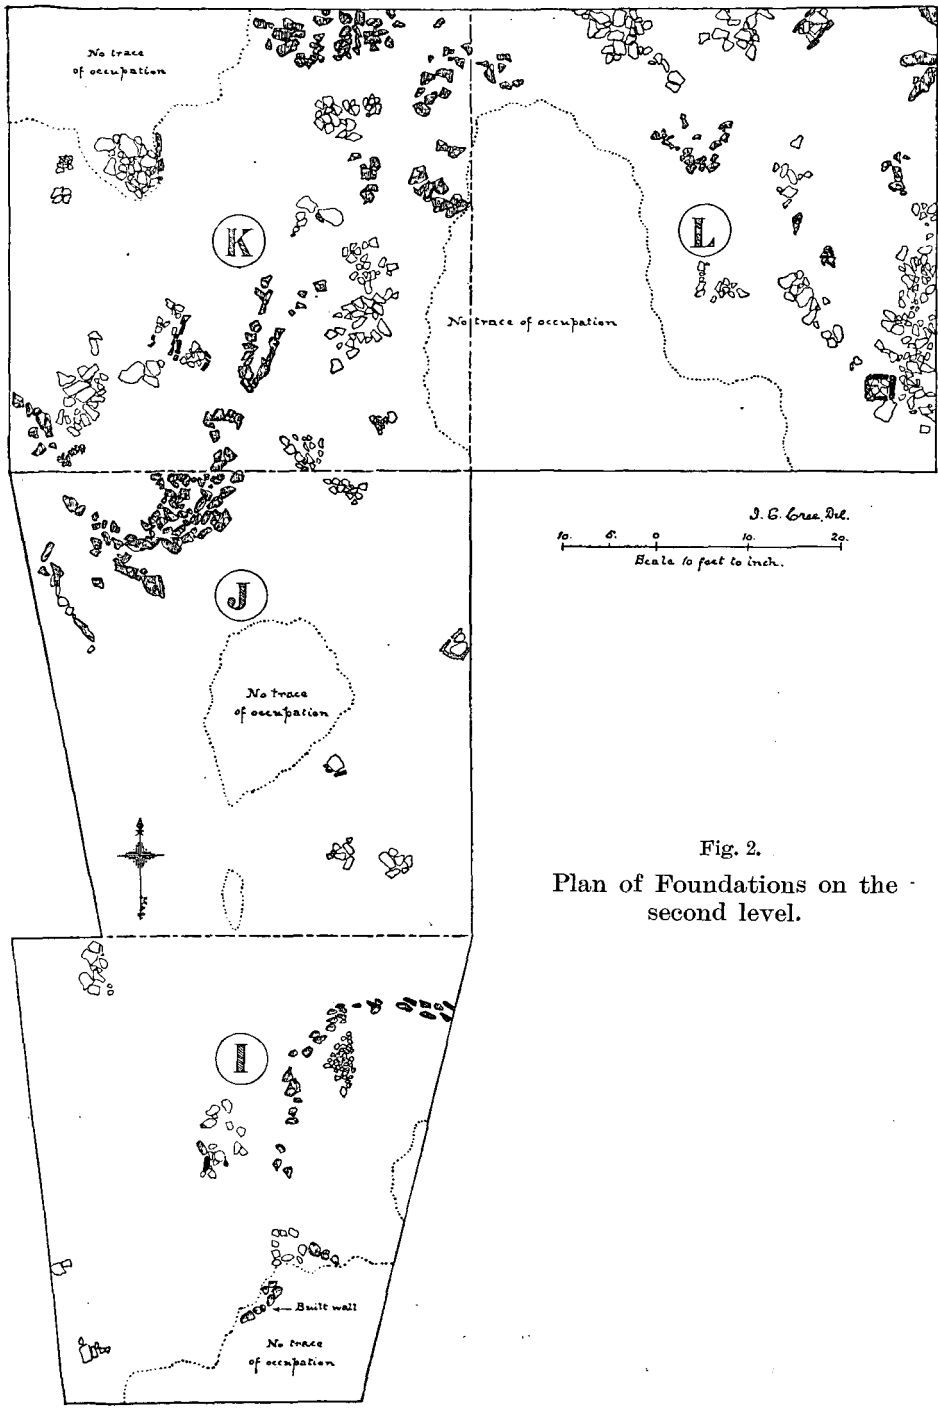 No trace
of occupation
K
L
No trace of occupation
J. G. Cree, Del.
10. 5. 0 10. 20.
Scale 10 feet to inch.
J
No trace
of occupation
Fig. 2.
Plan of Foundations on the
second level.
I
Built wall
No trace
of occupation